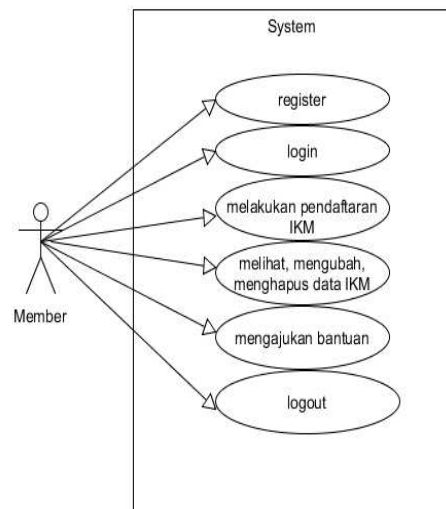 System
register
login
melakukan pendaftaran
IKM
melihat, mengubah,
menghapus data IKM
Member
mengajukan bantuan
logout